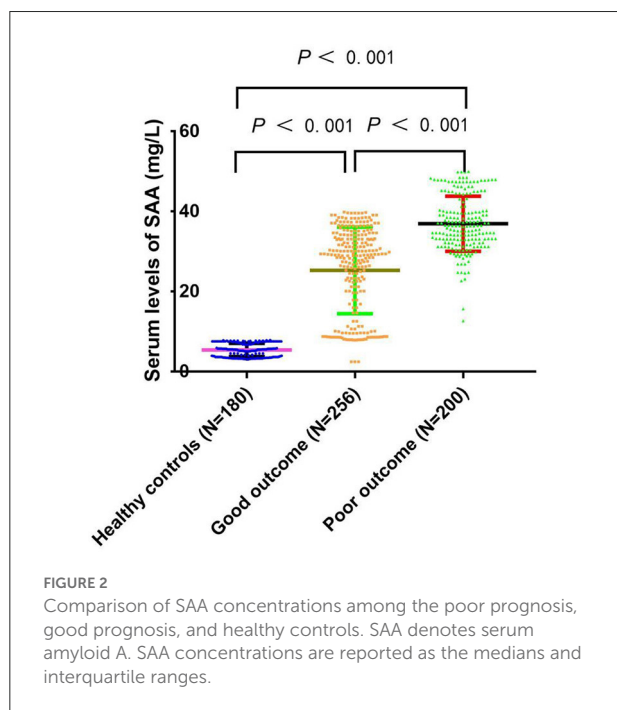 P < 0.001
P < 0.001 P < 0.001
Serum levels of SAA (mg/L)
60
40
20
0
Healthy controls (N=180)
Good outcome (N=256)
Poor outcome (N=200)
FIGURE 2
Comparison of SAA concentrations among the poor prognosis,
good prognosis, and healthy controls. SAA denotes serum
amyloid A. SAA concentrations are reported as the medians and
interquartile ranges.